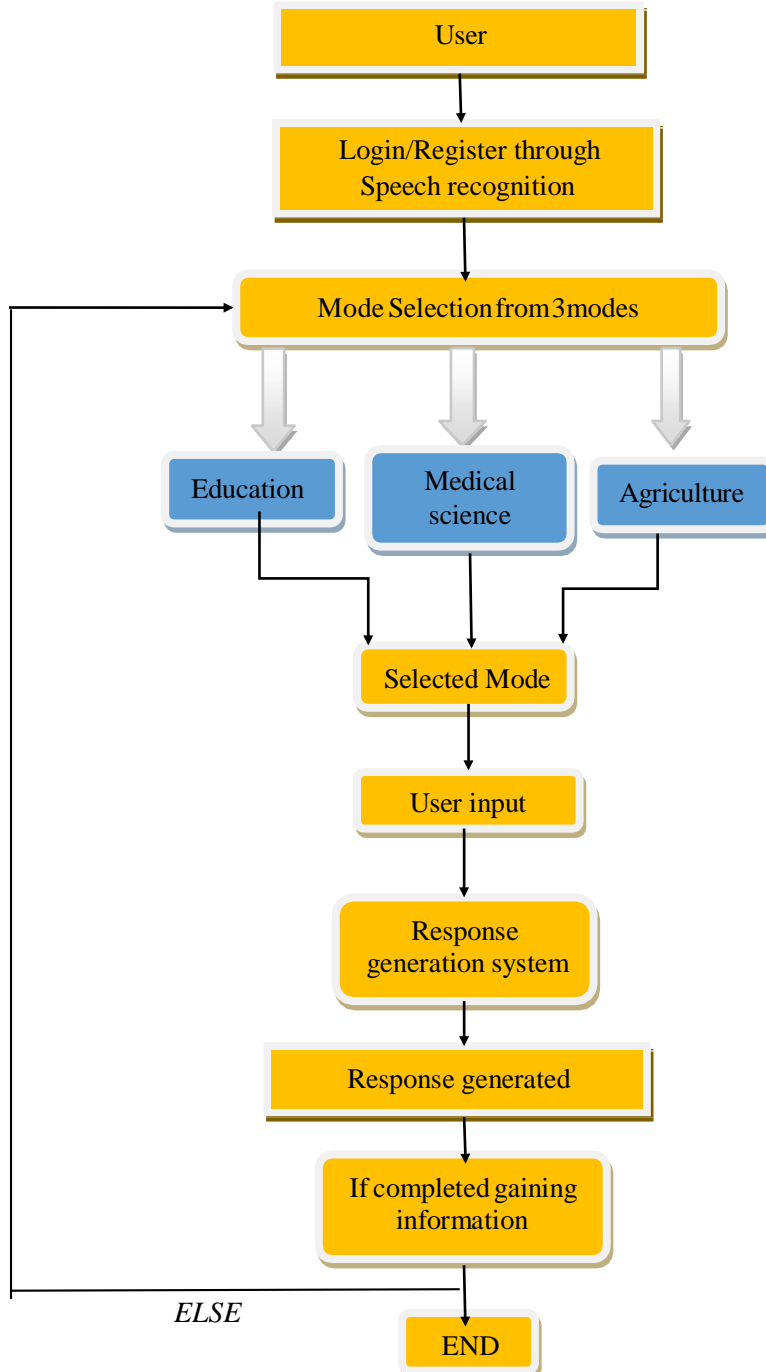 User
Login/Register through
Speech recognition
Mode Selection from 3 modes
Education
Medical
science
Agriculture
Selected Mode
User input
Response
generation system
Response generated
If completed gaining
information
ELSE
END